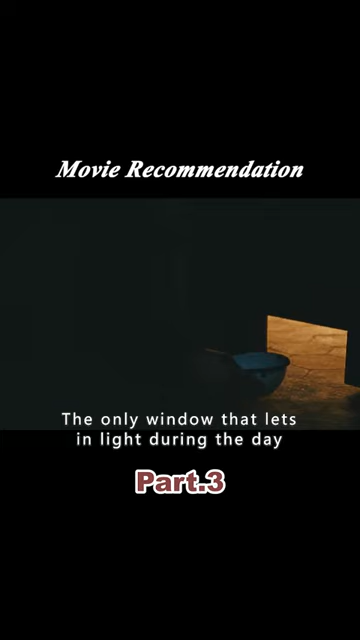 Movie Recommendation
The only window that lets
in light during the day
Part.3